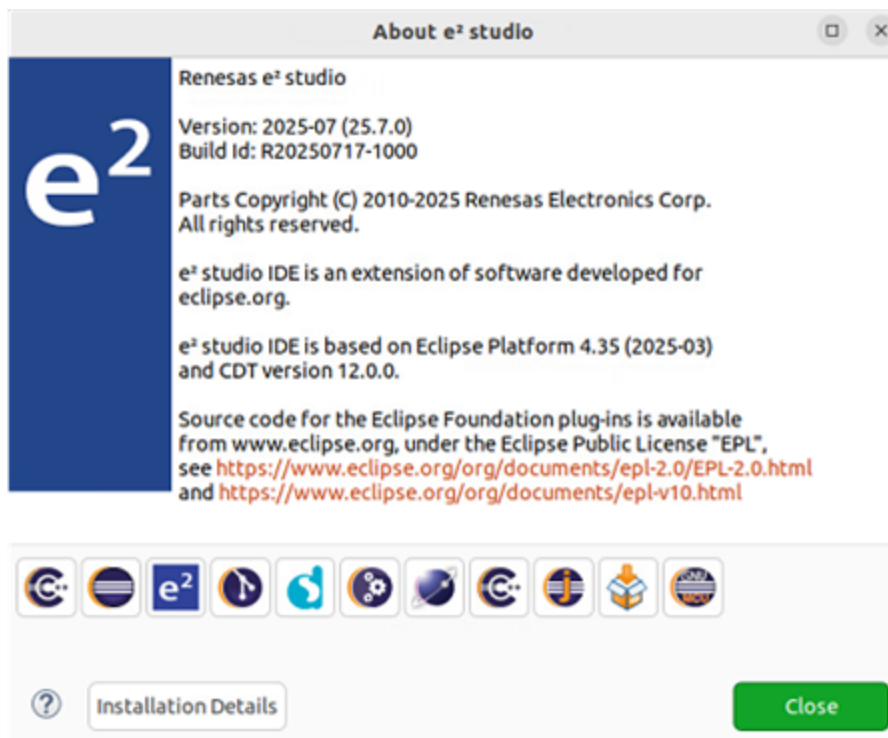 About e² studio
Renesas e² studio
Version: 2025-07 (25.7.0)
Build Id: R20250717-1000
Parts Copyright (C) 2010-2025 Renesas Electronics Corp.
All rights reserved.
e² studio IDE is an extension of software developed for
eclipse.org.
e² studio IDE is based on Eclipse Platform 4.35 (2025-03)
and CDT version 12.0.0.
Source code for the Eclipse Foundation plug-ins is available
from www.eclipse.org, under the Eclipse Public License "EPL",
see https://www.eclipse.org/org/documents/epl-2.0/EPL-2.0.html
and https://www.eclipse.org/org/documents/epl-v10.html
e²
e²
GNU
MCU
? Installation Details
Close